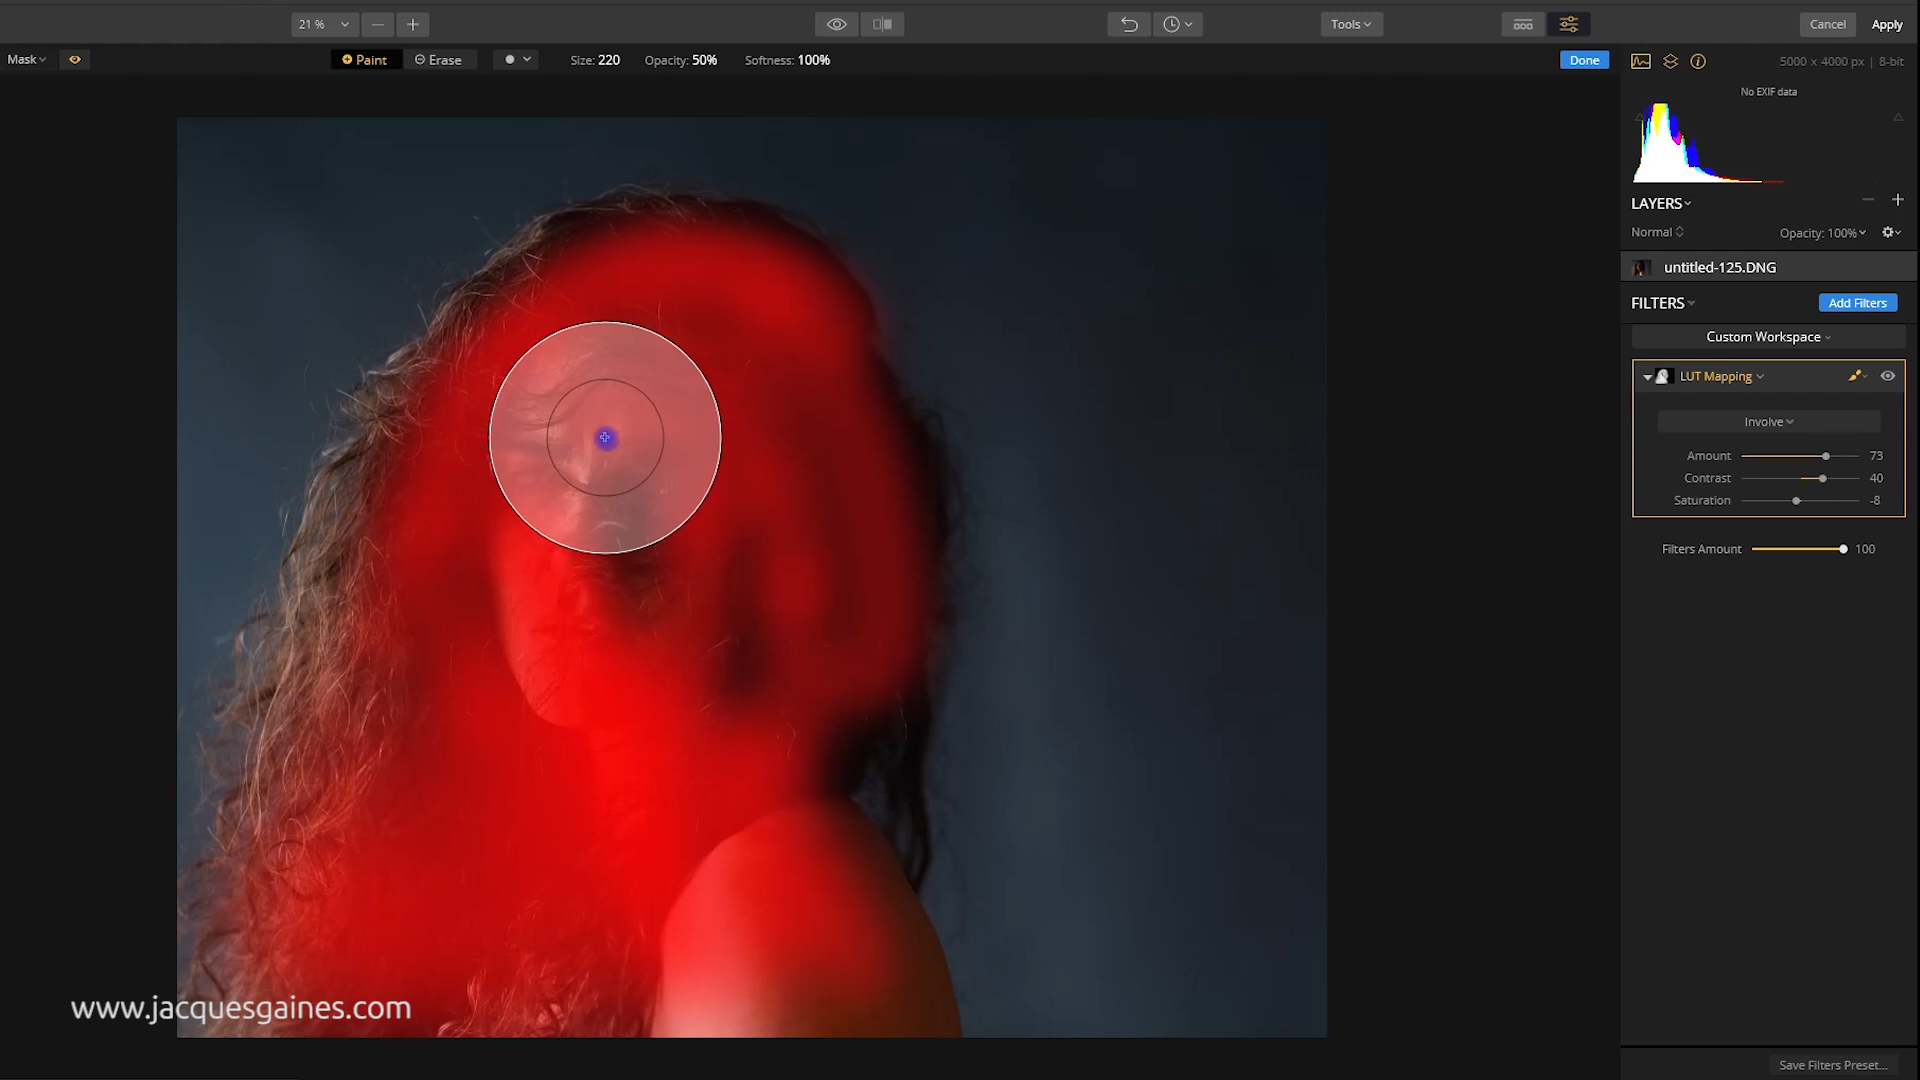 21 %
Tools
Cancel
Apply
Mask
Paint
Erase
Size: 220
Opacity: 50%
Softness: 100%
Done
5000 x 4000 px | 8-bit
No EXIF data
LAYERS
Normal
Opacity: 100%
untitled-125.DNG
FILTERS
Add Filters
Custom Workspace
LUT Mapping
Involve
Amount 73
Contrast 40
Saturation -8
Filters Amount 100
www.jacquesgaines.com
Save Filters Preset...